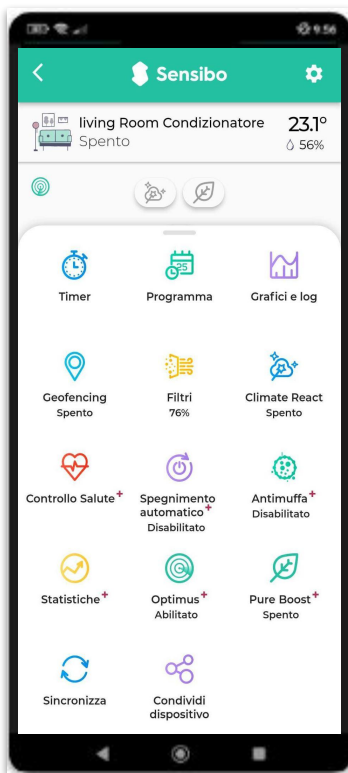 9:56
Sensibo
living Room Condizionatore 23.1°
Spento 56%
25
Timer Programma Grafici e log
Geofencing Filtri Climate React
Spento 76% Spento
Controllo Salute+ Spegnimento Antimuffa+
automatico+ Disabilitato
Disabilitato
Statistiche+ Optimus+ Pure Boost+
Abilitato Spento
Sincronizza Condividi
dispositivo